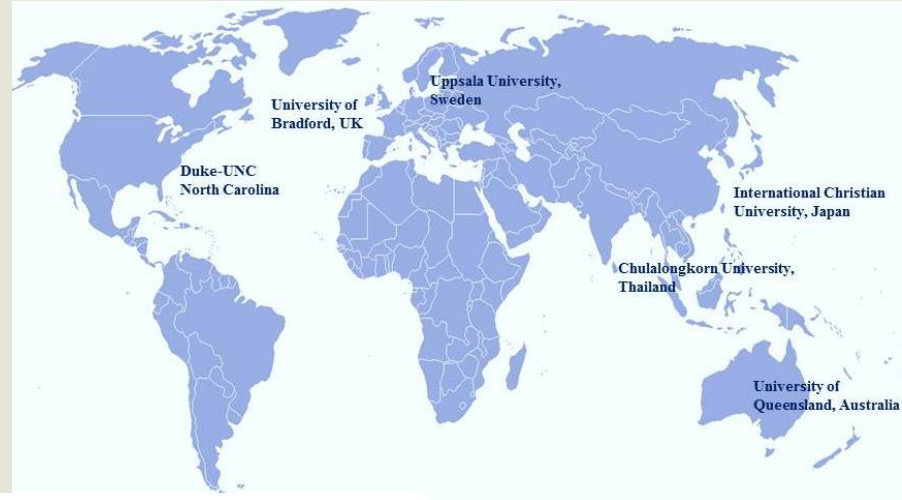 Uppsala University,
Sweden
University of
Bradford, UK
Duke-UNC
North Carolina
International Christian
University, Japan
Chulalongkorn University,
Thailand
University of
Queensland, Australia